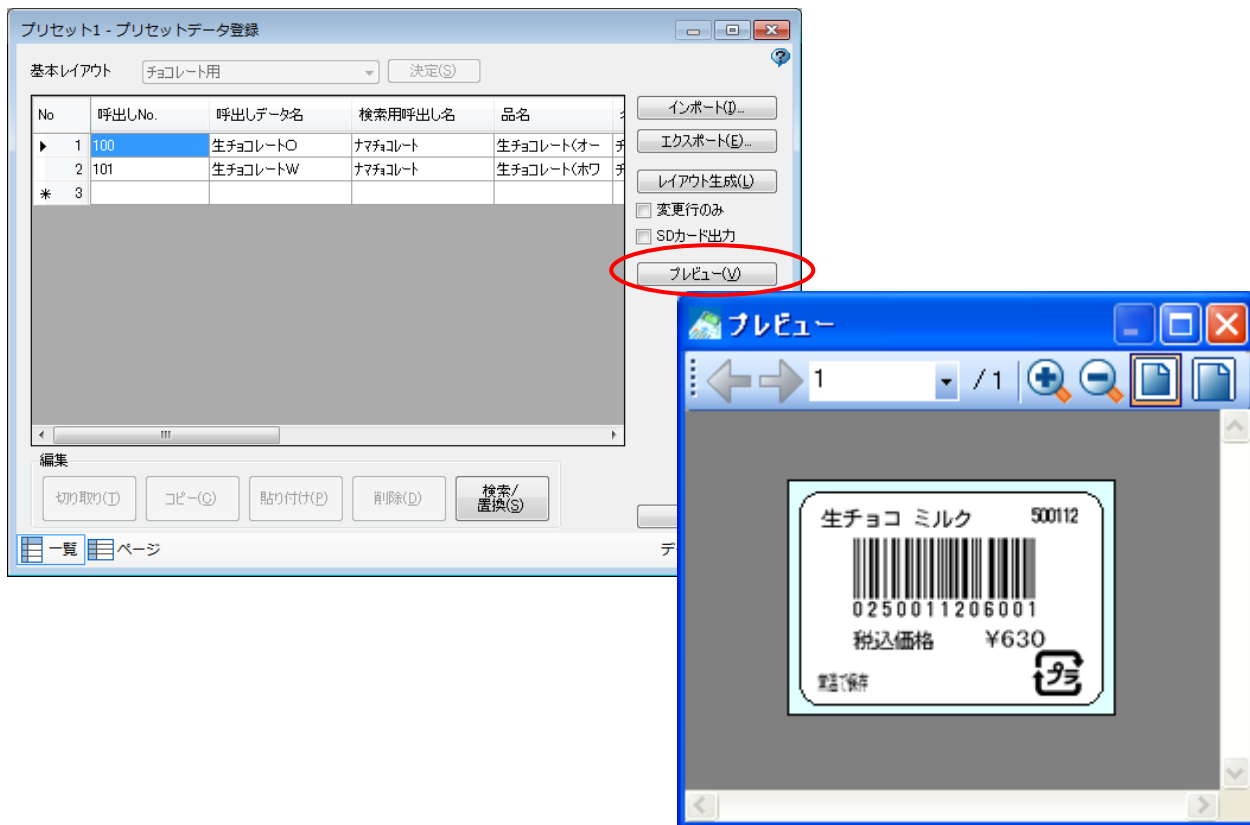 プリセット1 - プリセットデータ登録
基本レイアウト チョコレート用 決定(S)
No 呼出しNo. 呼出しデータ名 検索用呼出し名 品名
1 100 生チョコレートO ナマチョコレート 生チョコレート(オー チ
2 101 生チョコレートW ナマチョコレート 生チョコレート(ホワ チ
* 3
インポート(I)...
エクスポート(E)...
レイアウト生成(L)
変更行のみ
SDカード出力
プレビュー(V)
編集
切り取り(T) コピー(C) 貼り付け(P) 削除(D) 検索/
置換(S)
一覧 ページ デ
プレビュー
1 / 1
生チョコ ミルク 500112
0250011206001
税込価格 ¥630
常温で保存 プラ